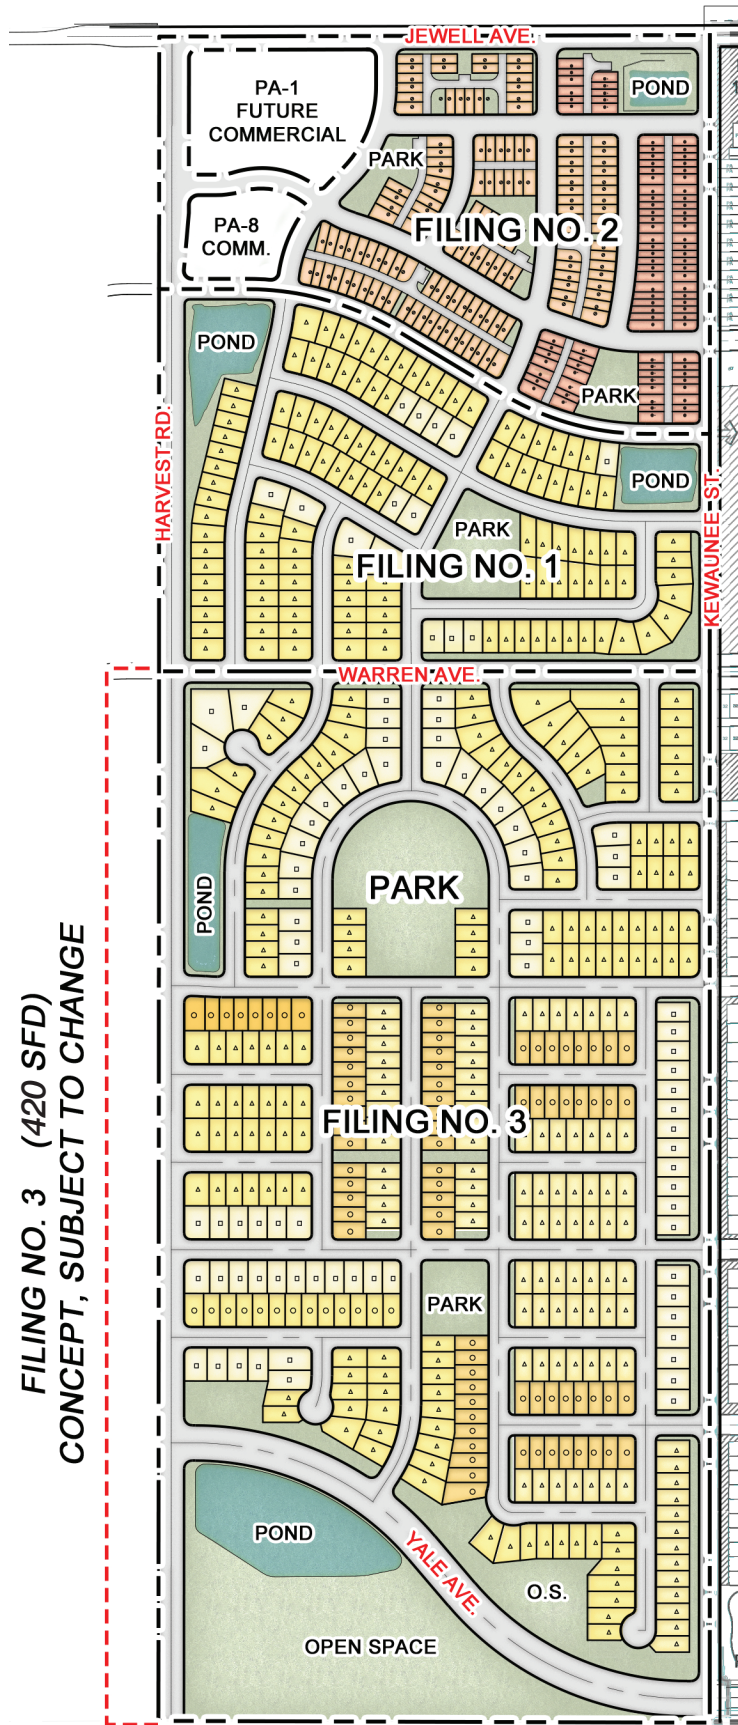 JEWELL AVE.
PA-1
FUTURE
COMMERCIAL
POND
PARK
PA-8
COMM.
FILING NO. 2
POND
PARK
HARVEST RD.
POND
KEWAUNEE ST.
PARK
FILING NO. 1
WARREN AVE.
PARK
POND
FILING NO. 3 (420 SFD)
CONCEPT, SUBJECT TO CHANGE
FILING NO. 3
PARK
POND
YALE AVE.
O.S.
OPEN SPACE